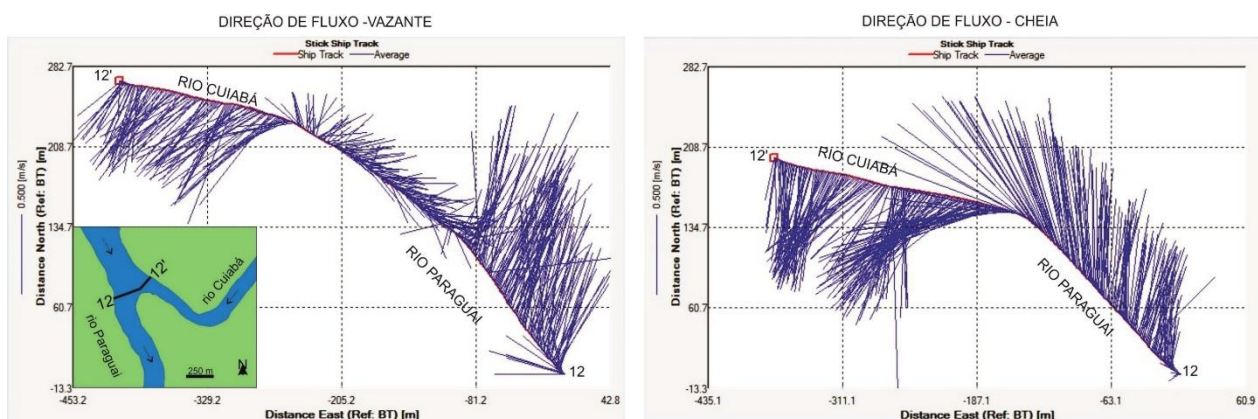 DIREÇÃO DE FLUXO -VAZANTE
Stick Ship Track
Ship Track Average
282.7
208.7
134.7
60.7
-13.3
-453.2 -329.2 -205.2 -81.2 42.8
Distance East (Ref: BT) [m]
Distance North (Ref: BT) [m]
0.500 [m/s]
12'
RIO CUIABÁ
RIO PARAGUAI
12
12'
12
rio Cuiabá
rio Paraguai
250 m
N
DIREÇÃO DE FLUXO - CHEIA
Stick Ship Track
Ship Track Average
282.7
208.7
134.7
60.7
-13.3
-435.1 -311.1 -187.1 -63.1 60.9
Distance East (Ref: BT) [m]
Distance North (Ref: BT) [m]
0.500 [m/s]
12'
RIO CUIABÁ
RIO PARAGUAI
12